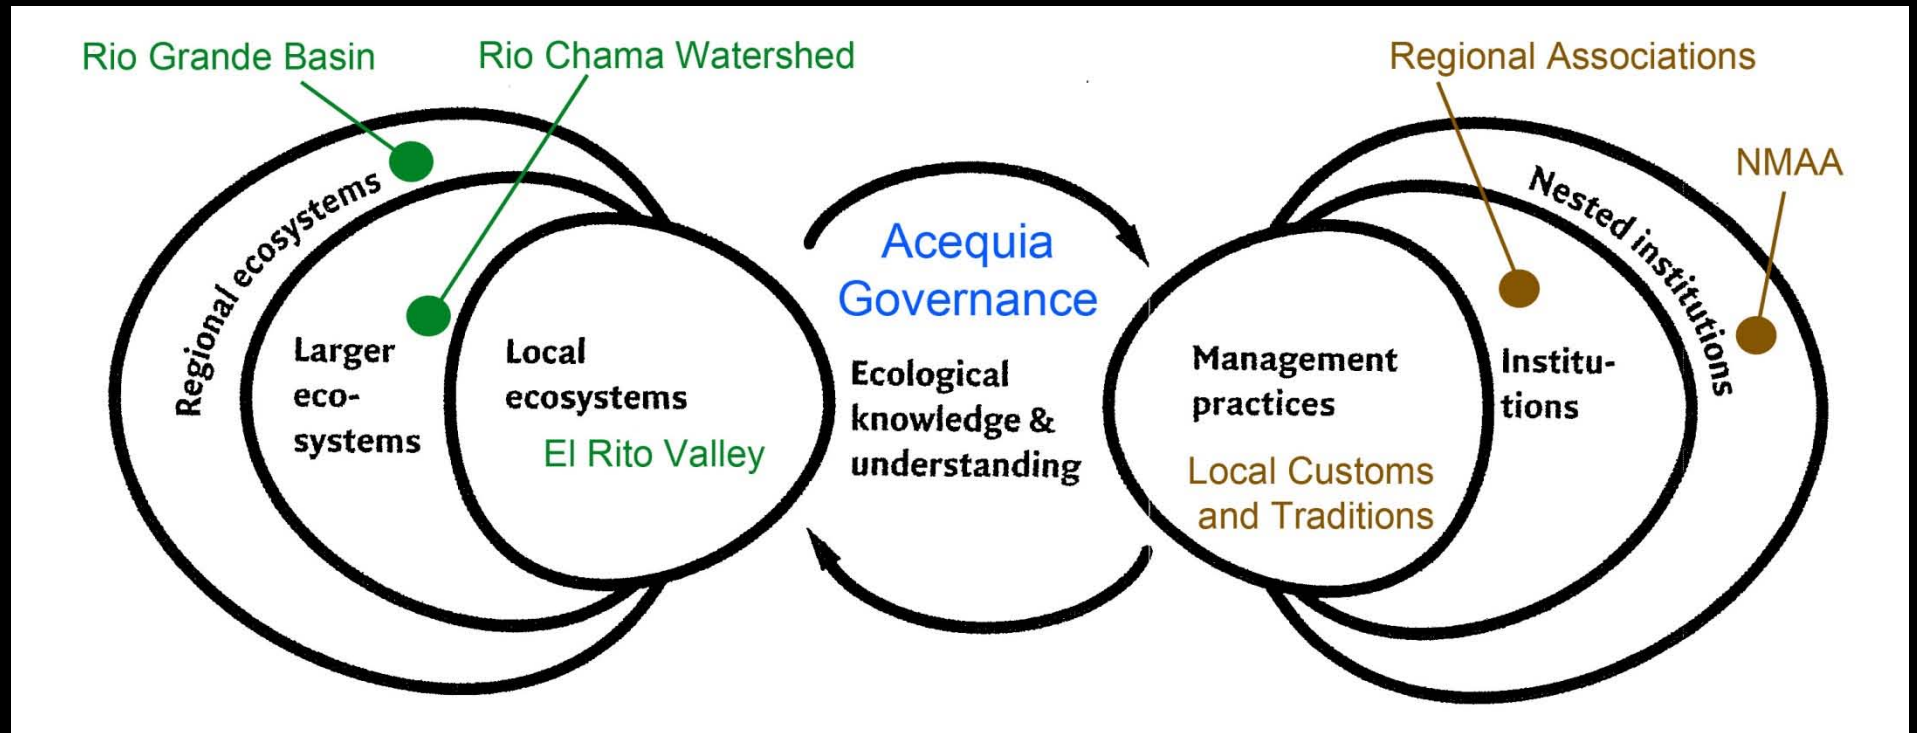 Rio Grande Basin
Rio Chama Watershed
Regional Associations
NMAA
Regional ecosystems
Larger
eco-
systems
Local
ecosystems
El Rito Valley
Acequia
Governance
Ecological
knowledge &
understanding
Management
practices
Local Customs
and Traditions
Institu-
tions
Nested institutions